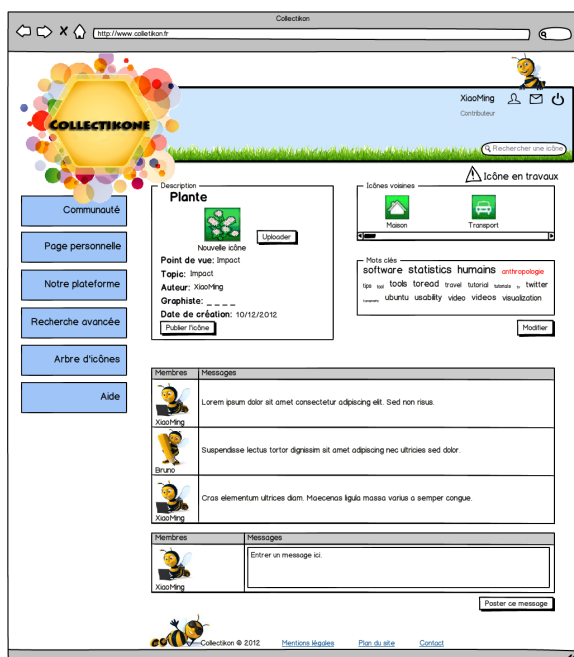 Collectikon
http://www.colletikon.fr
COLLECTIKONE
XiaoMing
Contributeur
Rechercher une icône
Icône en travaux
Communauté
Page personnelle
Notre plateforme
Recherche avancée
Arbre d'icônes
Aide
Description
Plante
Nouvelle icône
Uploader
Point de vue: Impact
Topic: Impact
Auteur: XiaoMing
Graphiste: _ _ _ _
Date de création: 10/12/2012
Publier l'icône
Icônes voisines
Maison
Transport
Mots clés
software statistics humains anthropologie
tips tool tools toread travel tutorial tutorials tv twitter
typography ubuntu usability video videos visualization
Modifier
Membres Messages
XiaoMing
Lorem ipsum dolor sit amet consectetur adipiscing elit. Sed non risus.
Bruno
Suspendisse lectus tortor dignissim sit amet adipiscing nec ultricies sed dolor.
XiaoMing
Cras elementum ultrices diam. Maecenas ligula massa varius a semper congue.
Membres Messages
XiaoMing
Entrer un message ici.
Poster ce message
Collectikon © 2012 Mentions légales Plan du site Contact